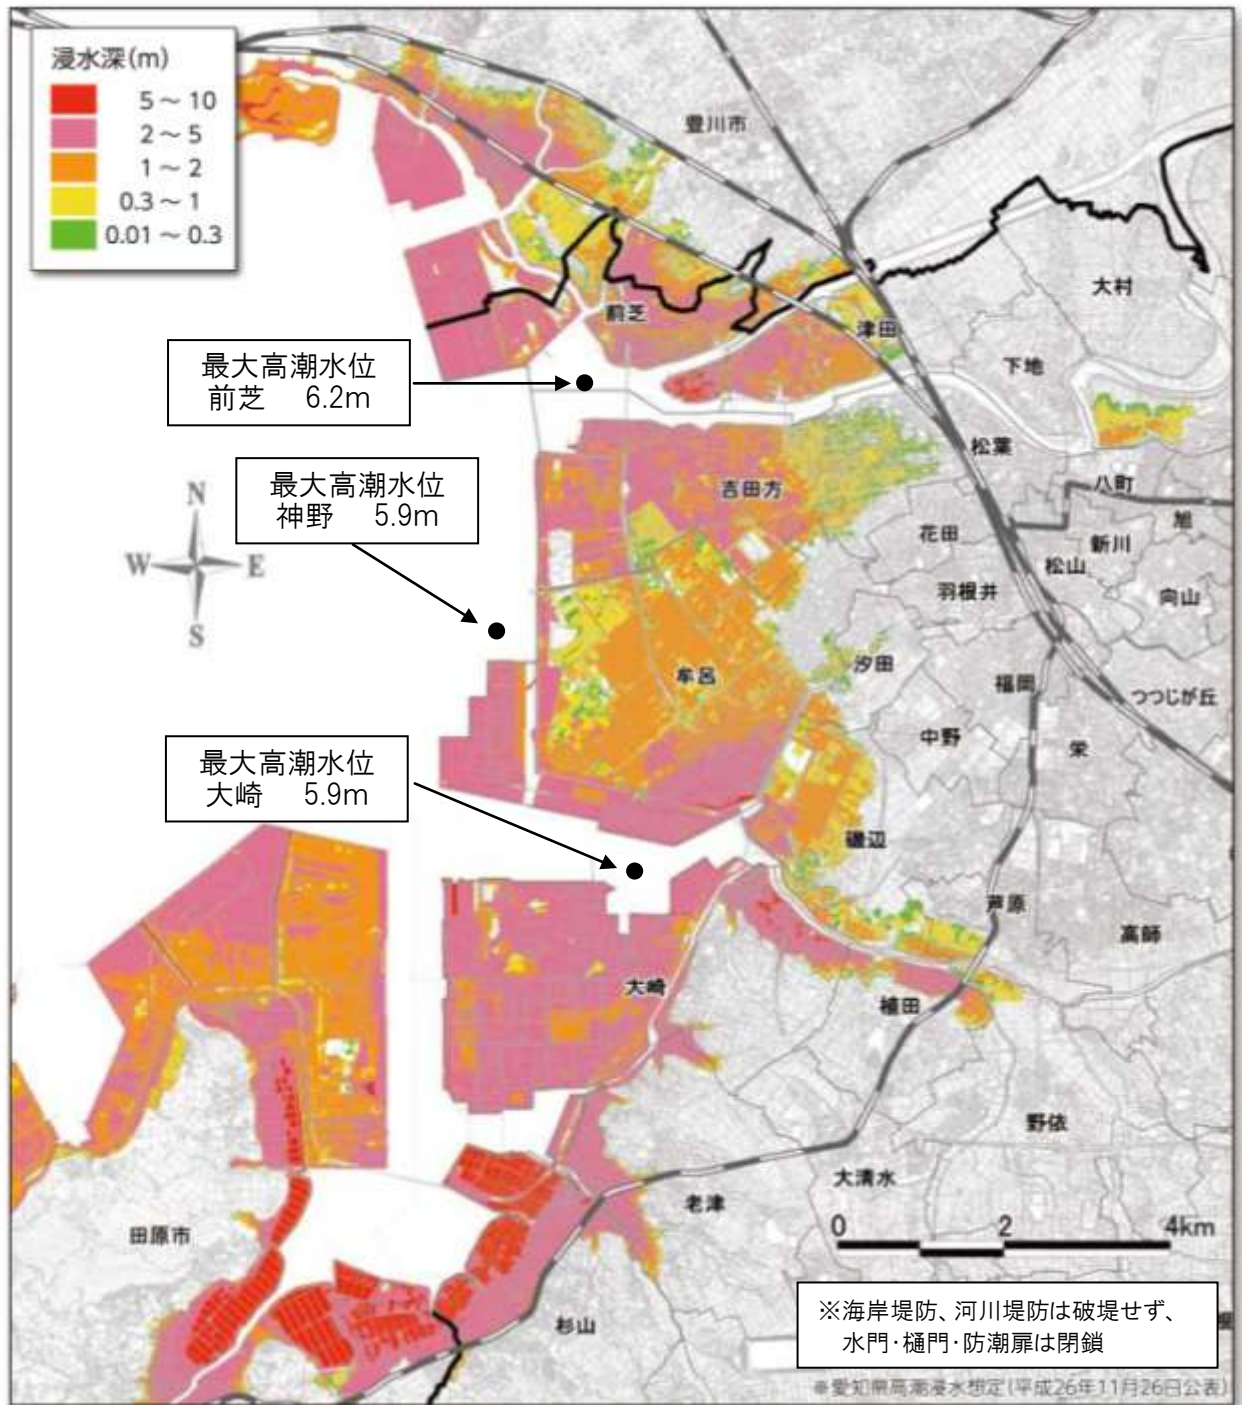 浸水深(m)
5～10
2～5
1～2
0.3～1
0.01～0.3
豊川市
大村
前芝
津田
下地
最大高潮水位
前芝 6.2m
松葉
吉田方
八町
最大高潮水位
神野 5.9m
旭
花田
新川
松山
N
W E
S
羽根井
向山
汐田
牟呂
福岡
つつじが丘
中野
栄
最大高潮水位
大崎 5.9m
磯辺
芦原
高師
大崎
植田
野依
大清水
老津
田原市
0 2 4km
杉山
※海岸堤防、河川堤防は破堤せず、
水門･樋門･防潮扉は閉鎖
※愛知県高潮浸水想定(平成26年11月26日公表)